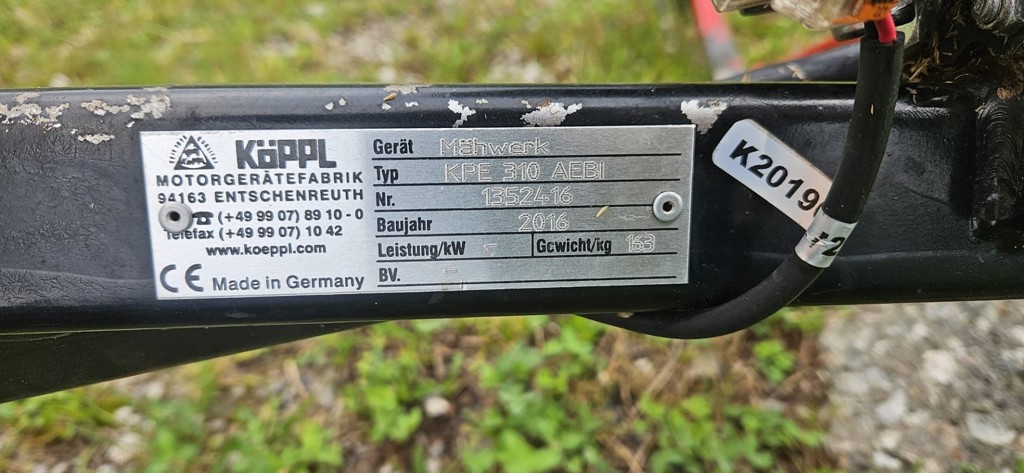 KÖPPL
MOTORGERÄTEFABRIK
94163 ENTSCHENREUTH
☎ (+49 99 07) 89 10 - 0
Telefax (+49 99 07) 10 42
www.koeppl.com
CE Made in Germany
Gerät Mähwerk
Typ KPE 310 AEBI
Nr. 1352416
Baujahr 2016
Leistung/kW - Gewicht/kg 163
BV. -
K2019